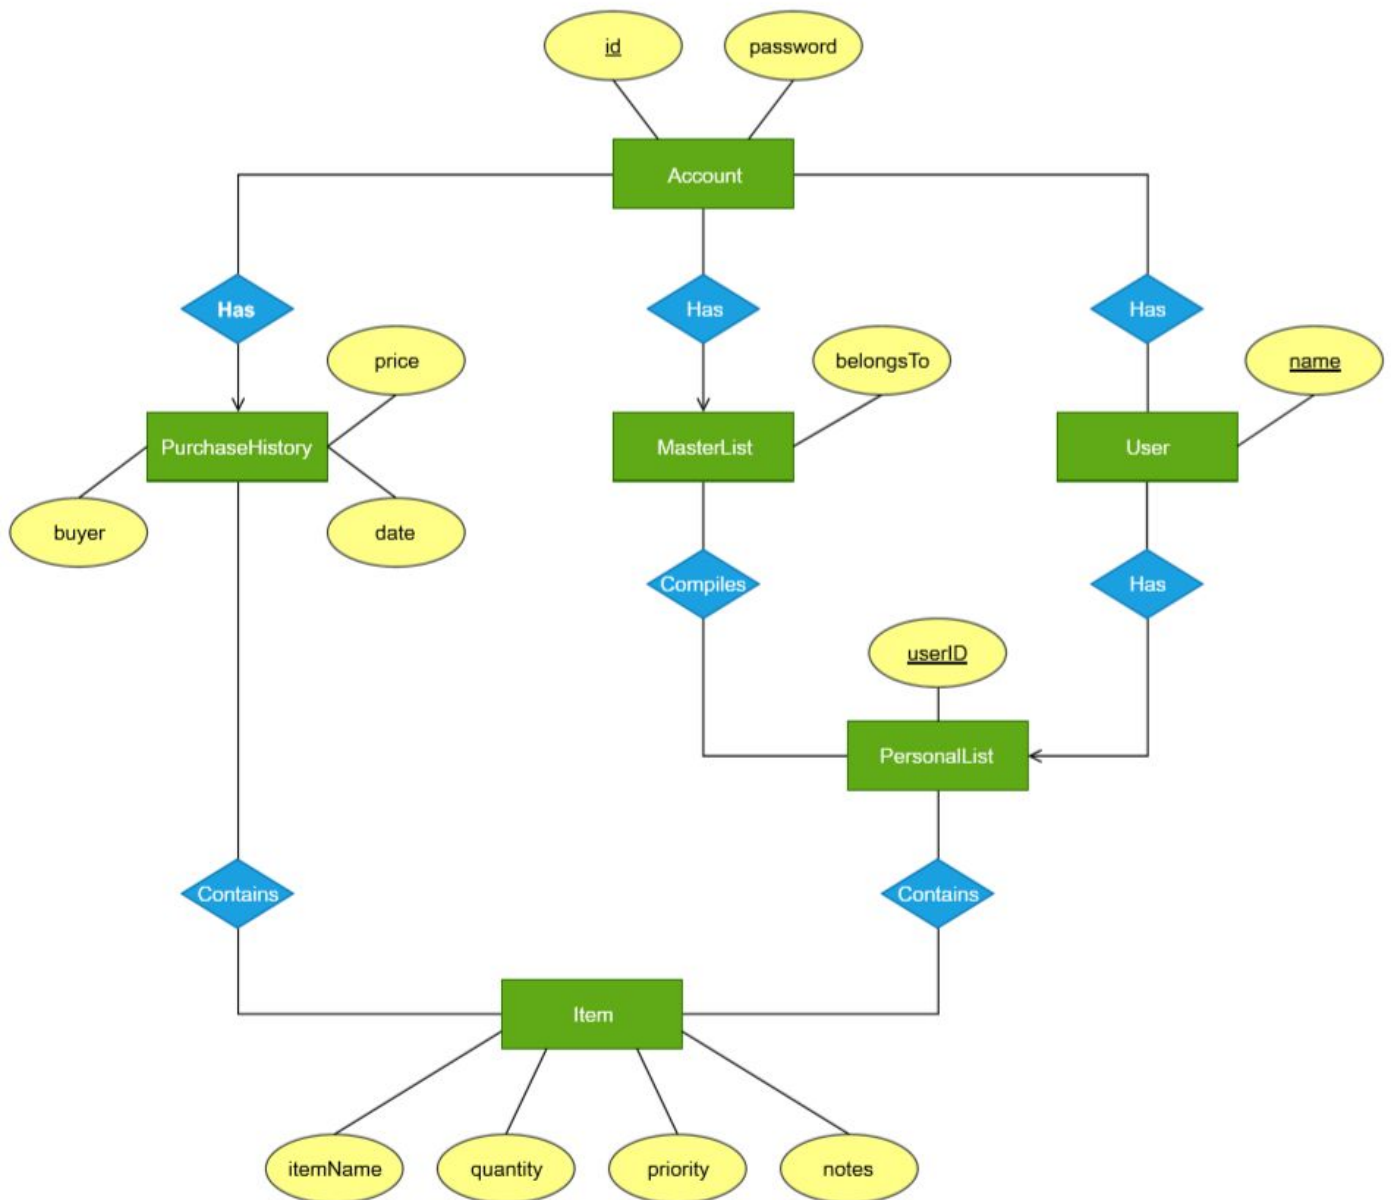 id
password
Account
Has
Has
Has
price
belongsTo
name
PurchaseHistory
MasterList
User
buyer
date
Compiles
Has
userID
PersonalList
Contains
Contains
Item
itemName
quantity
priority
notes